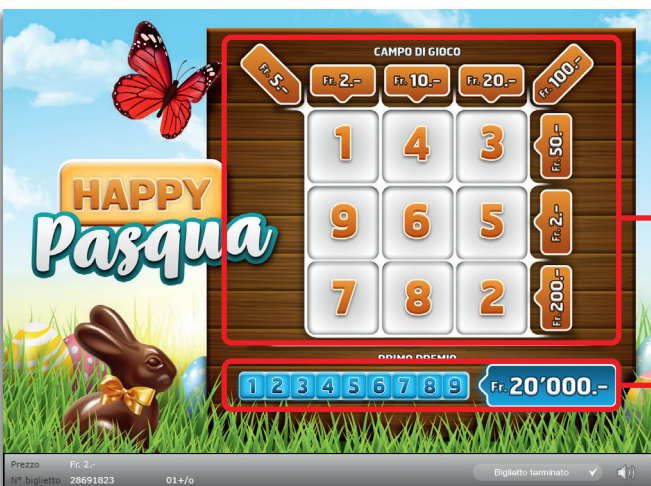 CAMPO DI GIOCO
Fr. 5.- Fr. 2.- Fr. 10.- Fr. 20.- Fr. 100.-
1 4 3 Fr. 50.-
HAPPY
Pasqua
9 6 5 Fr. 2.-
7 8 2 Fr. 200.-
PRIMO PREMIO
1 2 3 4 5 6 7 8 9 Fr. 20'000.-
Prezzo Fr. 2.-
N° biglietto 28691823 01+/o
Biglietto terminato